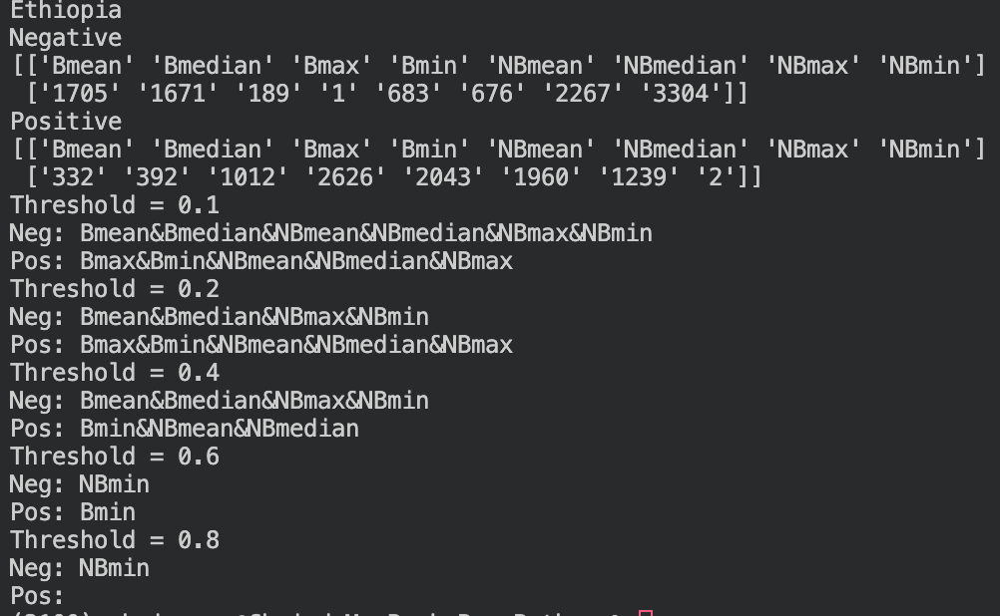 Ethiopia
Negative
[['Bmean' 'Bmedian' 'Bmax' 'Bmin' 'NBmean' 'NBmedian' 'NBmax' 'NBmin']
['1705' '1671' '189' '1' '683' '676' '2267' '3304']]
Positive
[['Bmean' 'Bmedian' 'Bmax' 'Bmin' 'NBmean' 'NBmedian' 'NBmax' 'NBmin']
['332' '392' '1012' '2626' '2043' '1960' '1239' '2']]
Threshold = 0.1
Neg: Bmean&Bmedian&NBmean&NBmedian&NBmax&NBmin
Pos: Bmax&Bmin&NBmean&NBmedian&NBmax
Threshold = 0.2
Neg: Bmean&Bmedian&NBmax&NBmin
Pos: Bmax&Bmin&NBmean&NBmedian&NBmax
Threshold = 0.4
Neg: Bmean&Bmedian&NBmax&NBmin
Pos: Bmin&NBmean&NBmedian
Threshold = 0.6
Neg: NBmin
Pos: Bmin
Threshold = 0.8
Neg: NBmin
Pos: